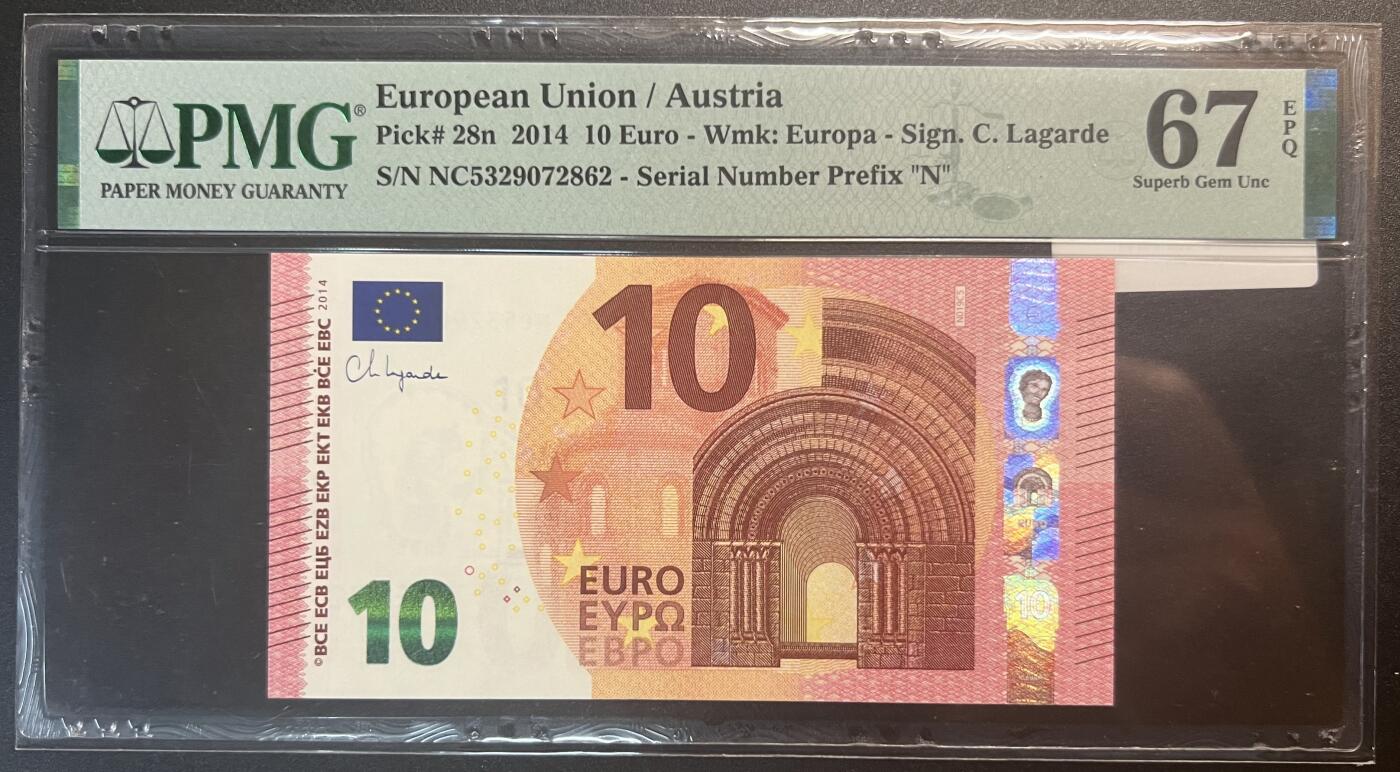 PMG®
PAPER MONEY GUARANTY
European Union / Austria
Pick# 28n 2014 10 Euro - Wmk: Europa - Sign. C. Lagarde
S/N NC5329072862 - Serial Number Prefix "N"
67
EPQ
Superb Gem Unc
©BCE ECB ЕЦБ EZB EKP EKT EKB BĊE EBC 2014
10
10
EURO
ΕΥΡΩ
ЕВРО
10